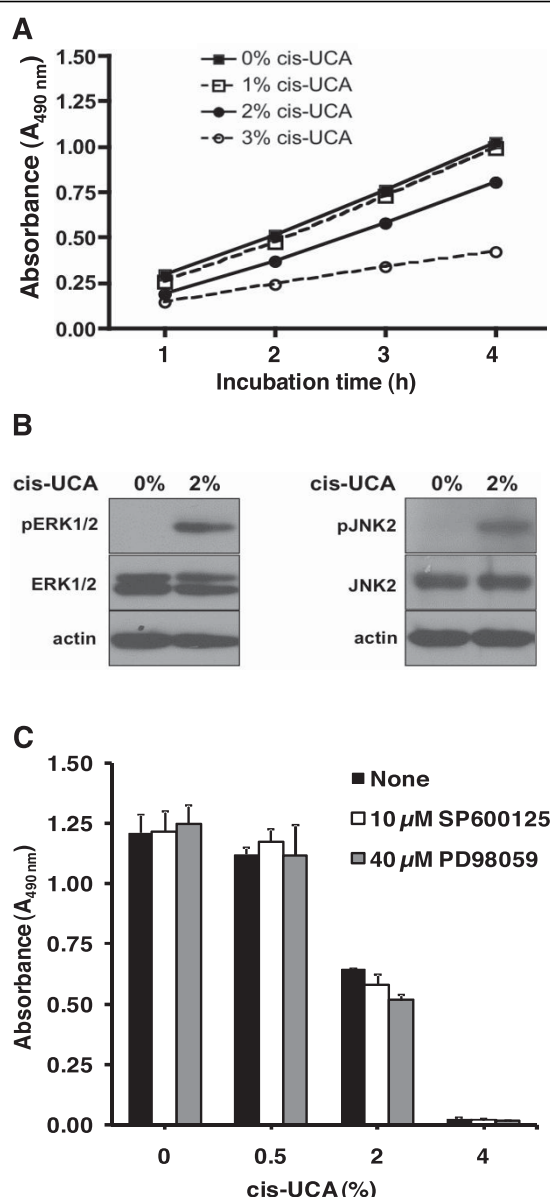 A
1.50
1.25
1.00
0.75
0.50
0.25
0.00
Absorbance (A490 nm)
0% cis-UCA
1% cis-UCA
2% cis-UCA
3% cis-UCA
1 2 3 4
Incubation time (h)
B
cis-UCA 0% 2%
pERK1/2
ERK1/2
actin
cis-UCA 0% 2%
pJNK2
JNK2
actin
C
1.50
1.25
1.00
0.75
0.50
0.25
0.00
Absorbance (A490 nm)
None
10 µM SP600125
40 µM PD98059
0 0.5 2 4
cis-UCA (%)